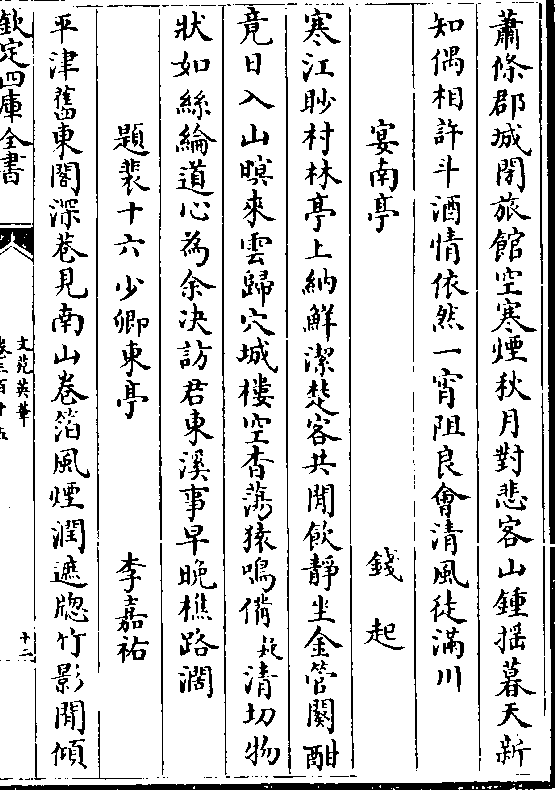 蕭條郡城閉旅館空寒煙秋月對悲客山鍾揺暮天新
知偶相許斗酒情依然一宵阻良㑹清風徒滿川
宴南亭 錢起
寒江𦕈村林亭上納鮮潔楚客共閒飲靜坐金管闋酣
竟日入山暝來雲歸穴城樓空杳藹猿鳴備疑清切物
狀如絲綸道心為余決訪君東溪事早晚樵路濶
題裴十六少卿東亭 李嘉祐
平津舊東閣深巷見南山卷箔風煙潤遮牎竹影閒傾
欽定四庫全書
文苑英華
卷三百十五
十二